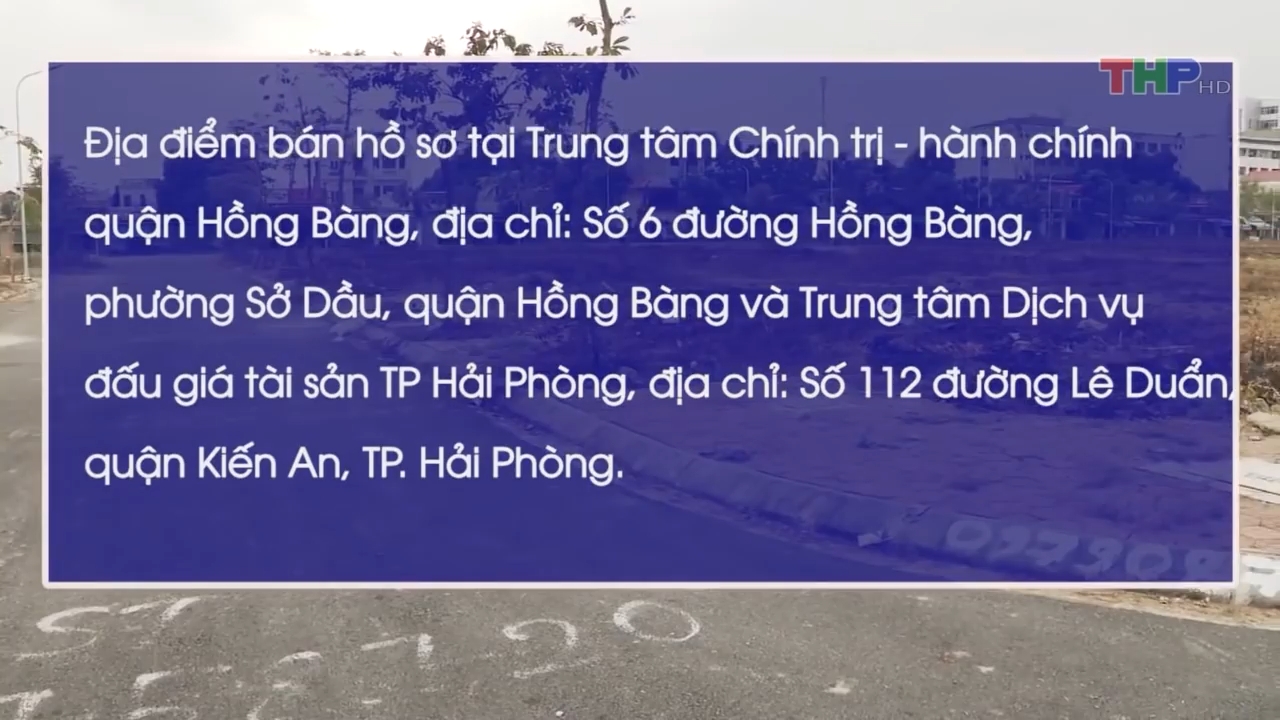 THP HD
Địa điểm bán hồ sơ tại Trung tâm Chính trị - hành chính
quận Hồng Bàng, địa chỉ: Số 6 đường Hồng Bàng,
phường Sở Dầu, quận Hồng Bàng và Trung tâm Dịch vụ
đấu giá tài sản TP Hải Phòng, địa chỉ: Số 112 đường Lê Duẩn,
quận Kiến An, TP. Hải Phòng.